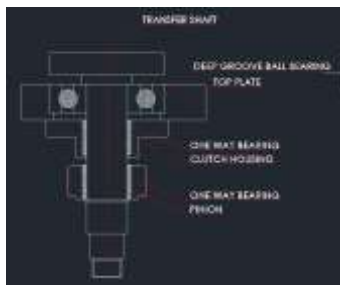 TRANSFER SHAFT
DEEP GROOVE BALL BEARING
TOP PLATE
ONE WAY BEARING
CLUTCH HOUSING
ONE WAY BEARING
PINION